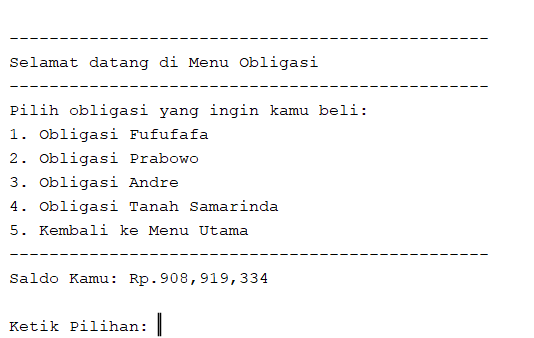 ------------------------------------------------
Selamat datang di Menu Obligasi
------------------------------------------------
Pilih obligasi yang ingin kamu beli:
1. Obligasi Fufufafa
2. Obligasi Prabowo
3. Obligasi Andre
4. Obligasi Tanah Samarinda
5. Kembali ke Menu Utama
------------------------------------------------
Saldo Kamu: Rp.908,919,334
Ketik Pilihan: